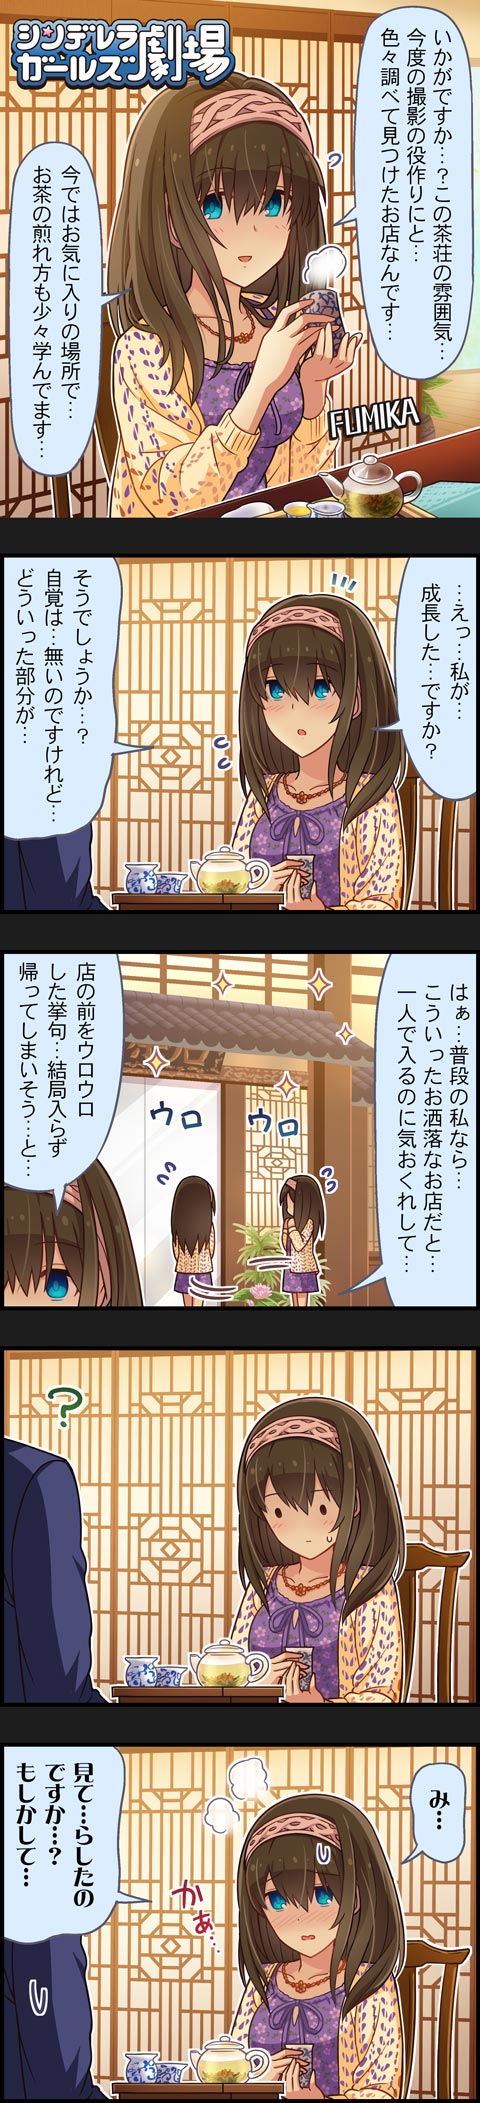 シンデレラ
ガールズ劇場
いかがですか…?この茶荘の雰囲気…
今度の撮影の役作りにと…
色々調べて見つけたお店なんです…
今ではお気に入りの場所で…
お茶の煎れ方も少々学んでます…
FUMIKA
…えっ…私が…
成長した…ですか?
そうでしょうか…?
自覚は…無いのですけれど…
どういった部分が…
はぁ…普段の私なら…
こういったお洒落なお店だと…
一人で入るのに気おくれして…
ウロ
ウロ
店の前をウロウロ
した挙句…結局入らず
帰ってしまいそう…と…
?
み…
かぁ…
見て…らしたの
ですか…?
もしかして…